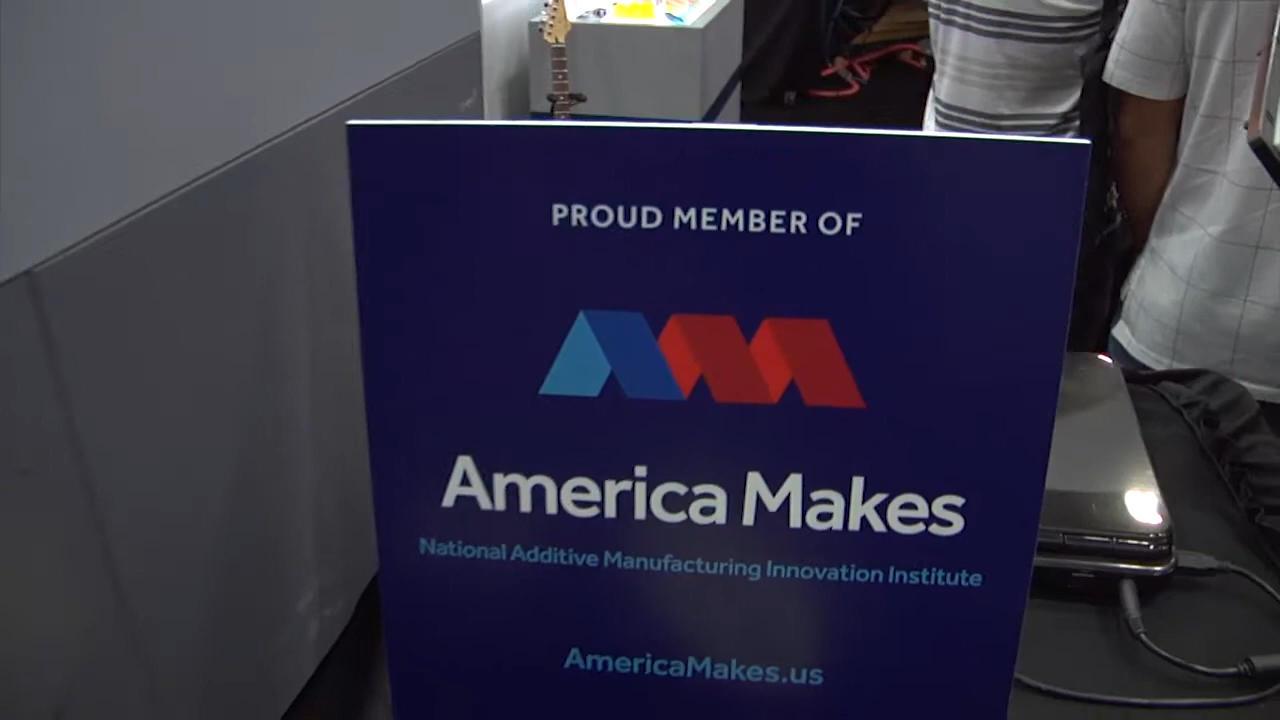 PROUD MEMBER OF
America Makes
National Additive Manufacturing Innovation Institute
AmericaMakes.us